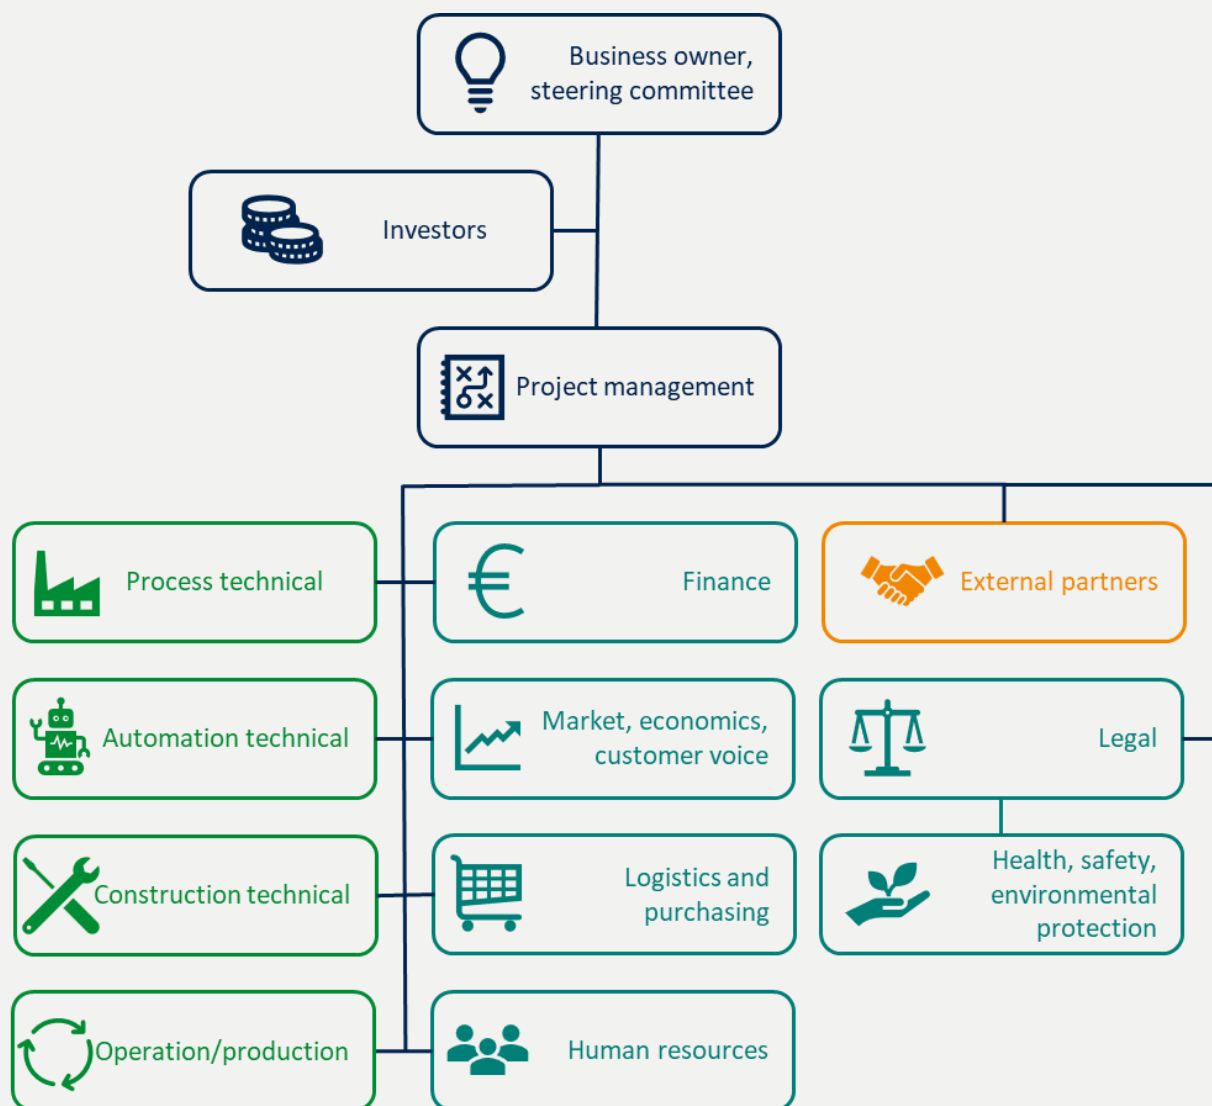 Business owner,
steering committee
Investors
Project management
Process technical
Finance
External partners
Automation technical
Market, economics,
customer voice
Legal
Construction technical
Logistics and
purchasing
Health, safety,
environmental
protection
Operation/production
Human resources